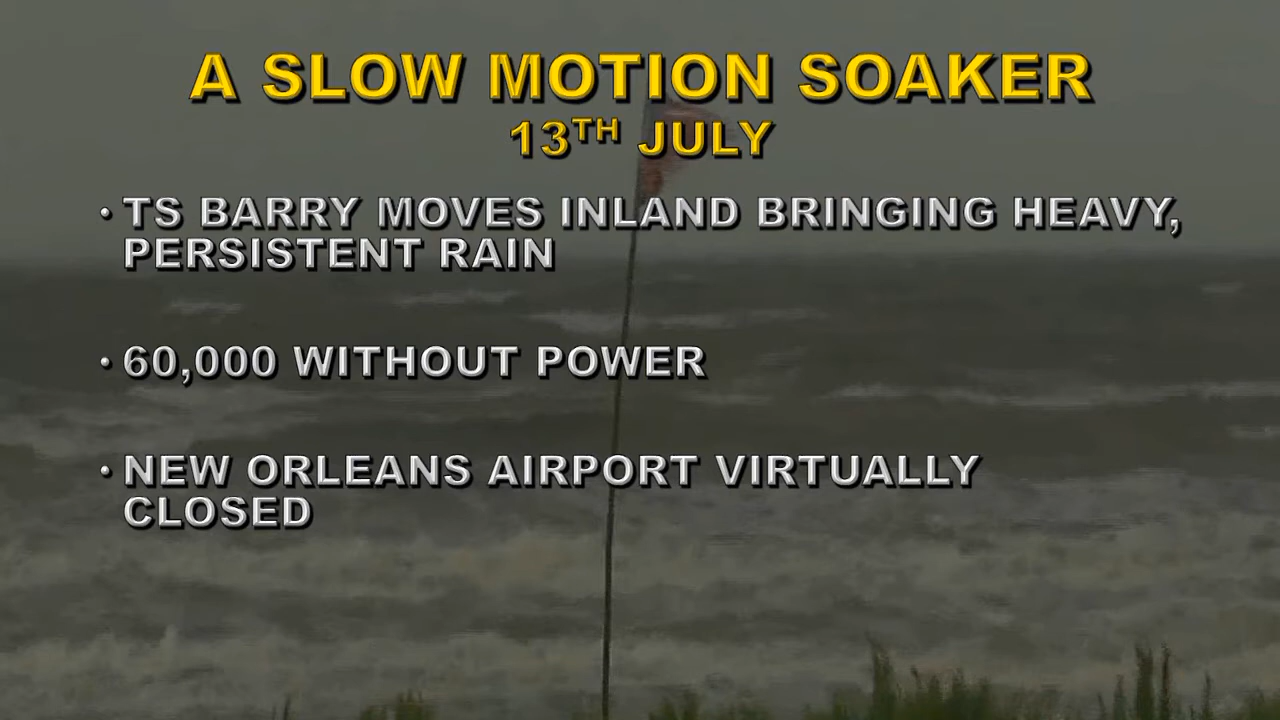 A SLOW MOTION SOAKER
13TH JULY
• TS BARRY MOVES INLAND BRINGING HEAVY,
PERSISTENT RAIN
• 60,000 WITHOUT POWER
• NEW ORLEANS AIRPORT VIRTUALLY
CLOSED